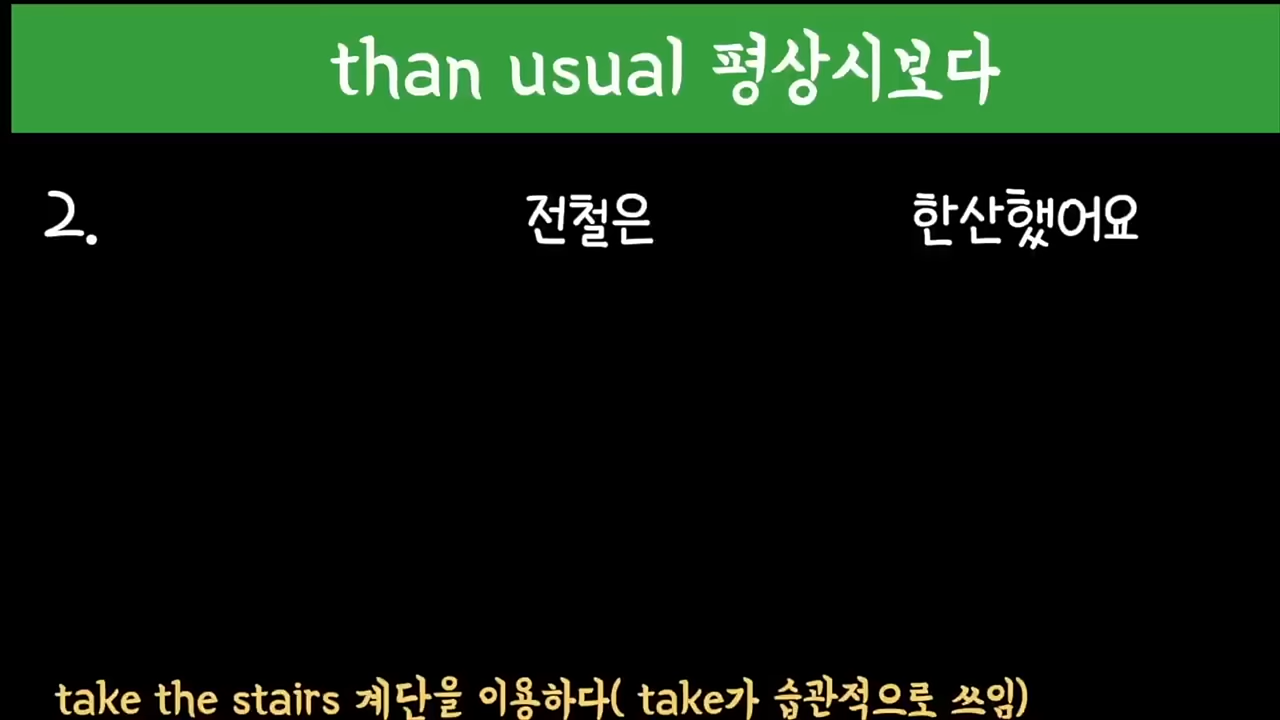 than usual 평상시보다
2. 전철은 한산했어요
take the stairs 계단을 이용하다( take가 습관적으로 쓰임)